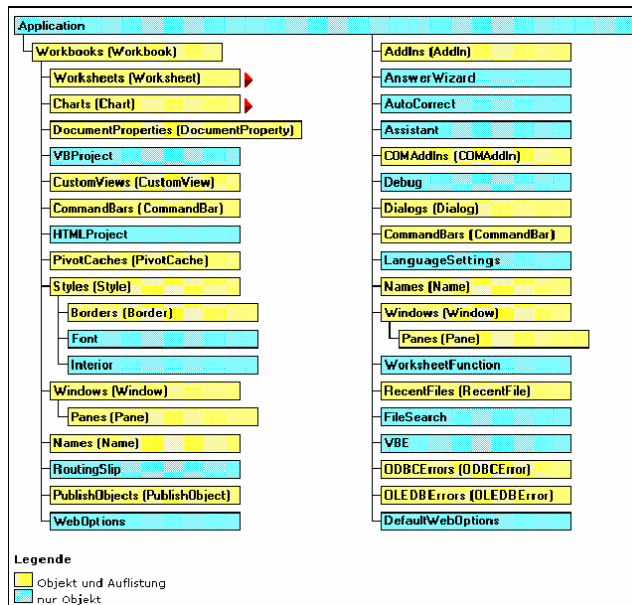 Application
Workbooks (Workbook)
Worksheets (Worksheet)
Charts (Chart)
DocumentProperties (DocumentProperty)
VBProject
CustomViews (CustomView)
CommandBars (CommandBar)
HTMLProject
PivotCaches (PivotCache)
Styles (Style)
Borders (Border)
Font
Interior
Windows (Window)
Panes (Pane)
Names (Name)
RoutingSlip
PublishObjects (PublishObject)
WebOptions
AddIns (AddIn)
AnswerWizard
AutoCorrect
Assistant
COMAddIns (COMAddIn)
Debug
Dialogs (Dialog)
CommandBars (CommandBar)
LanguageSettings
Names (Name)
Windows (Window)
Panes (Pane)
WorksheetFunction
RecentFiles (RecentFile)
FileSearch
VBE
ODBCErrors (ODBCError)
OLEDBErrors (OLEDBError)
DefaultWebOptions
Legende
Objekt und Auflistung
nur Objekt